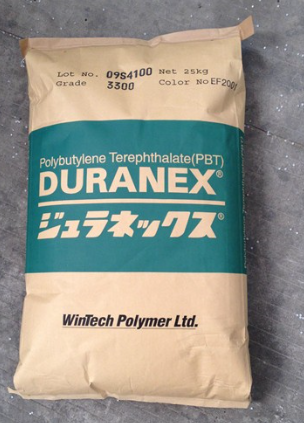 Lot No. 09S4100 Net 25kg
Grade 3300 Color No EF2001
Polybutylene Terephthalate(PBT)
DURANEX®
ジュラネックス®
WinTech Polymer Ltd.